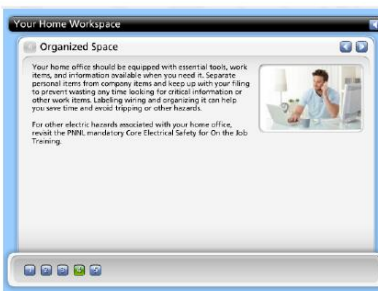 Your Home Workspace
Organized Space
Your home office should be equipped with essential tools, work
items, and information available when you need it. Separate
personal items from company items and keep up with your filing
to prevent wasting any time looking for critical information or
other work items. Labeling wiring and organizing it can help
you save time and avoid tripping or other hazards.
For other electric hazards associated with your home office,
revisit the PNNL mandatory Core Electrical Safety for On the Job
Training.